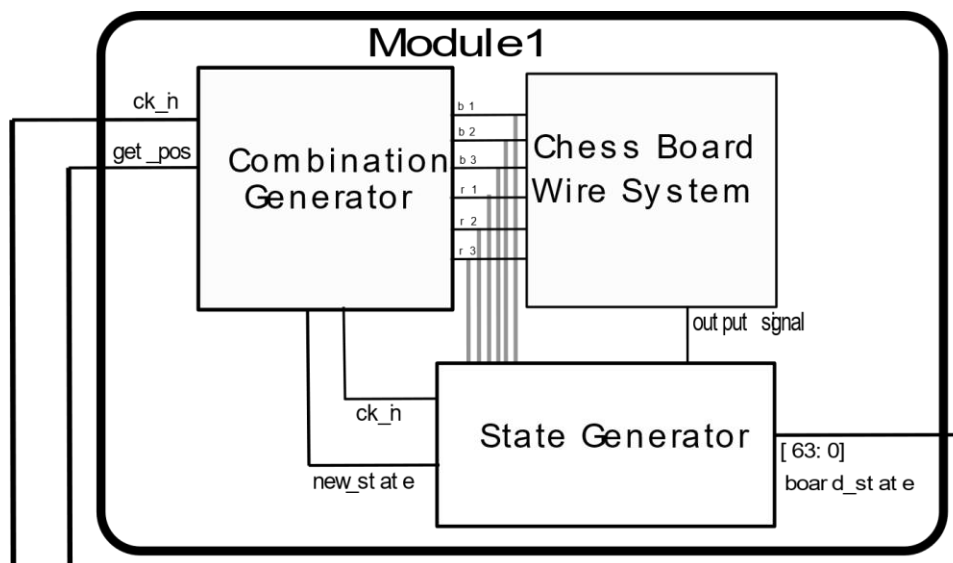 Module1
ck_in
get_pos
Combination
Generator
b1
b2
b3
r1
r2
r3
Chess Board
Wire System
output signal
ck_in
new_state
State Generator
[63:0]
board_state